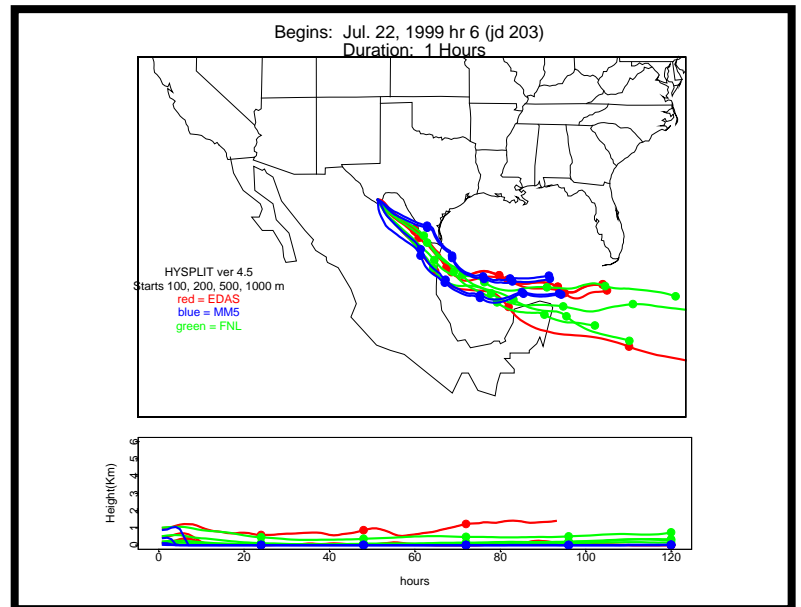 Begins: Jul. 22, 1999 hr 6 (jd 203)
Duration: 1 Hours
HYSPLIT ver 4.5
Starts 100, 200, 500, 1000 m
red = EDAS
blue = MM5
green = FNL
Height(Km)
6
5
4
3
2
1
0
0 20 40 60 80 100 120
hours